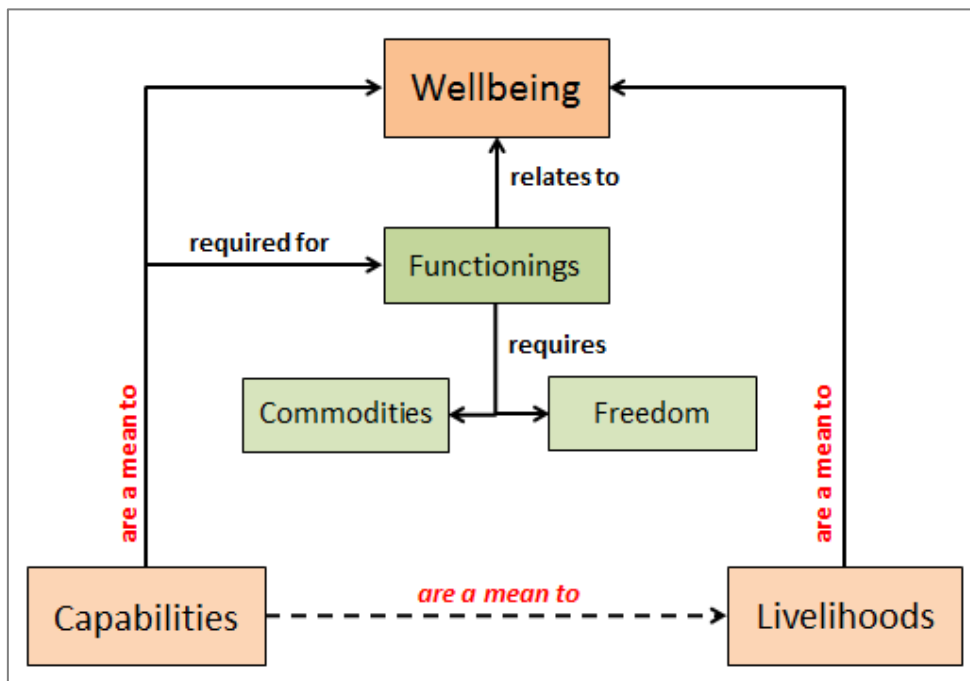 Wellbeing
relates to
required for
Functionings
requires
Commodities
Freedom
are a mean to
are a mean to
are a mean to
Capabilities
Livelihoods